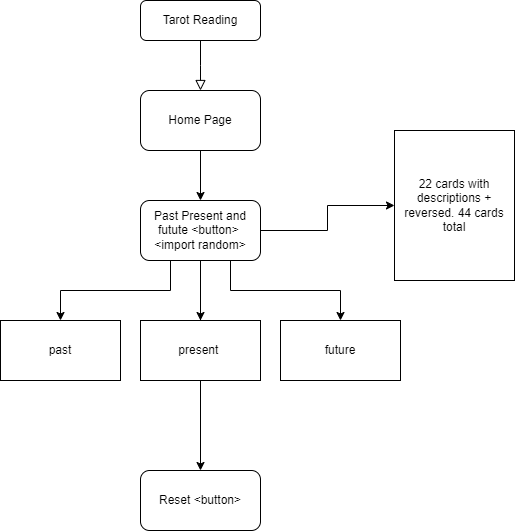 Tarot Reading
Home Page
Past Present and
futute <button>
<import random>
22 cards with
descriptions +
reversed. 44 cards
total
past
present
future
Reset <button>